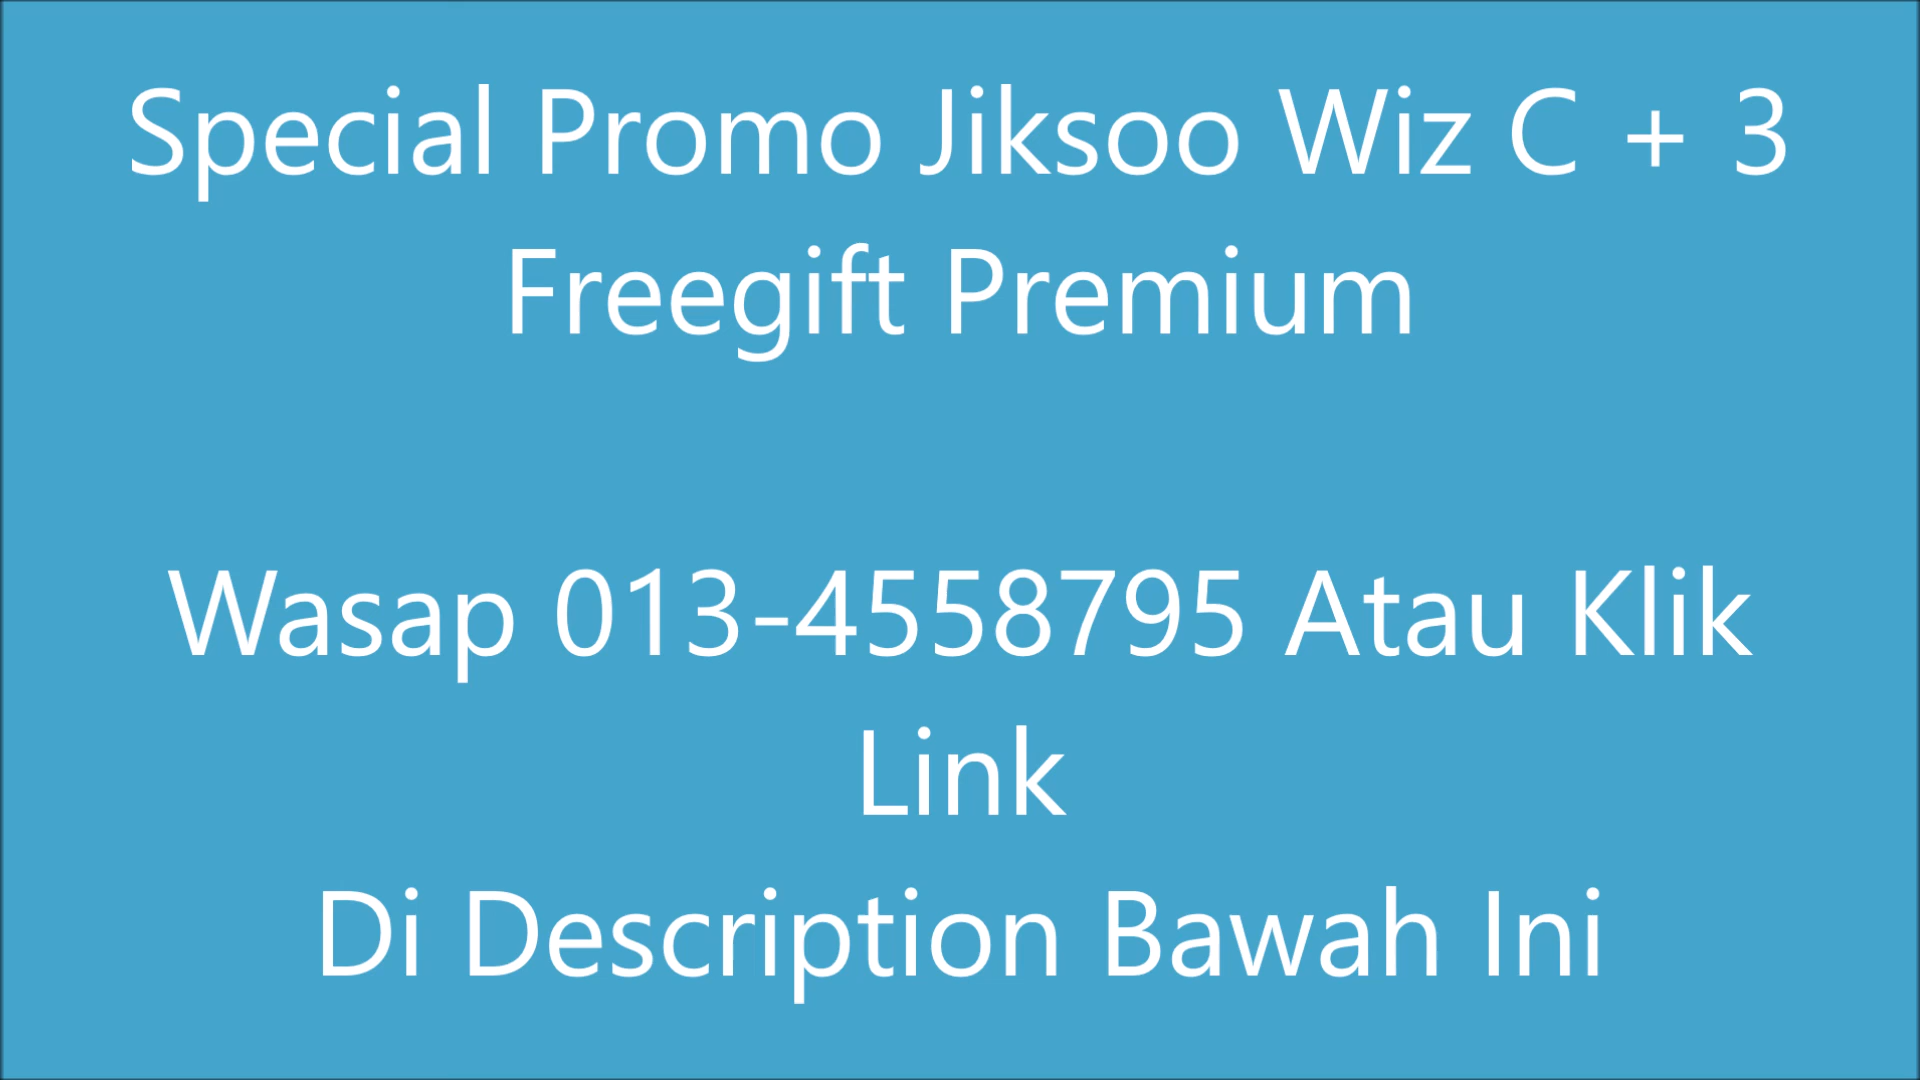 Special Promo Jiksoo Wiz C + 3
Freegift Premium
Wasap 013-4558795 Atau Klik
Link
Di Description Bawah Ini